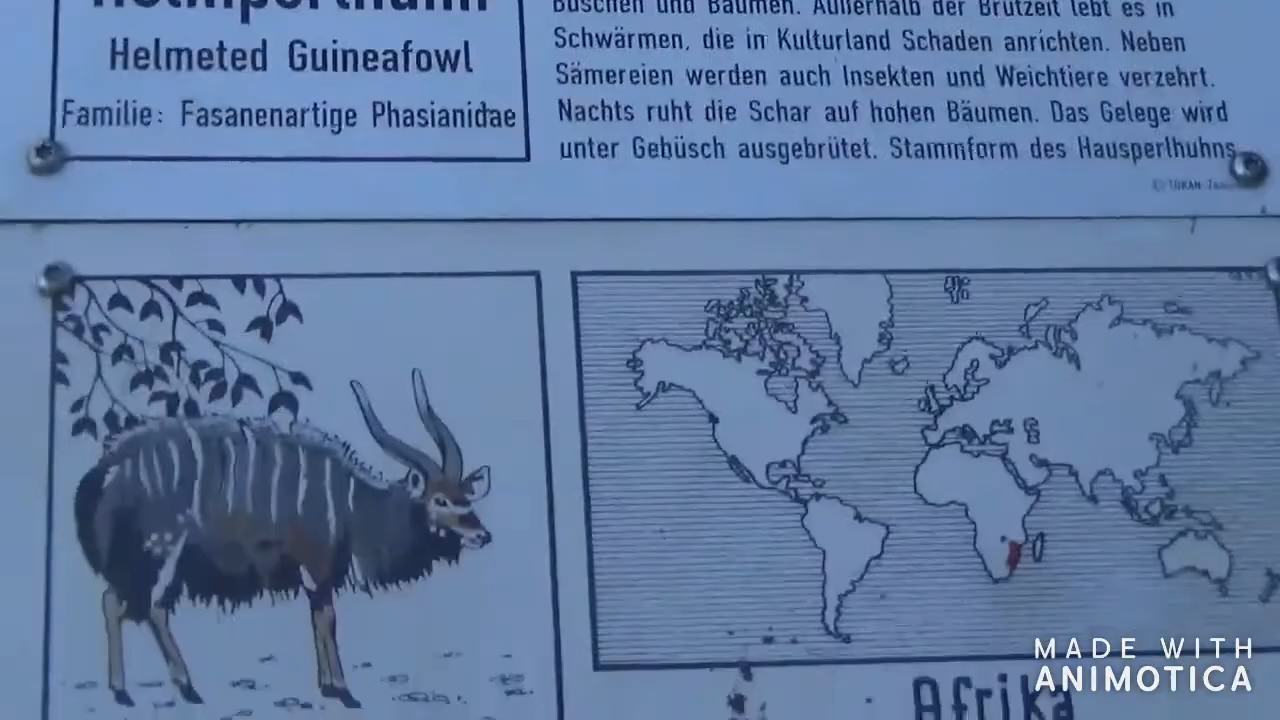 Helmperlhuhn
Helmeted Guineafowl
Familie: Fasanenartige Phasianidae
Büschen und Bäumen. Außerhalb der Brutzeit lebt es in
Schwärmen, die in Kulturland Schaden anrichten. Neben
Sämereien werden auch Insekten und Weichtiere verzehrt.
Nachts ruht die Schar auf hohen Bäumen. Das Gelege wird
unter Gebüsch ausgebrütet. Stammform des Hausperlhuhns
© TUKAN
Afrika
MADE WITH
ANIMOTICA